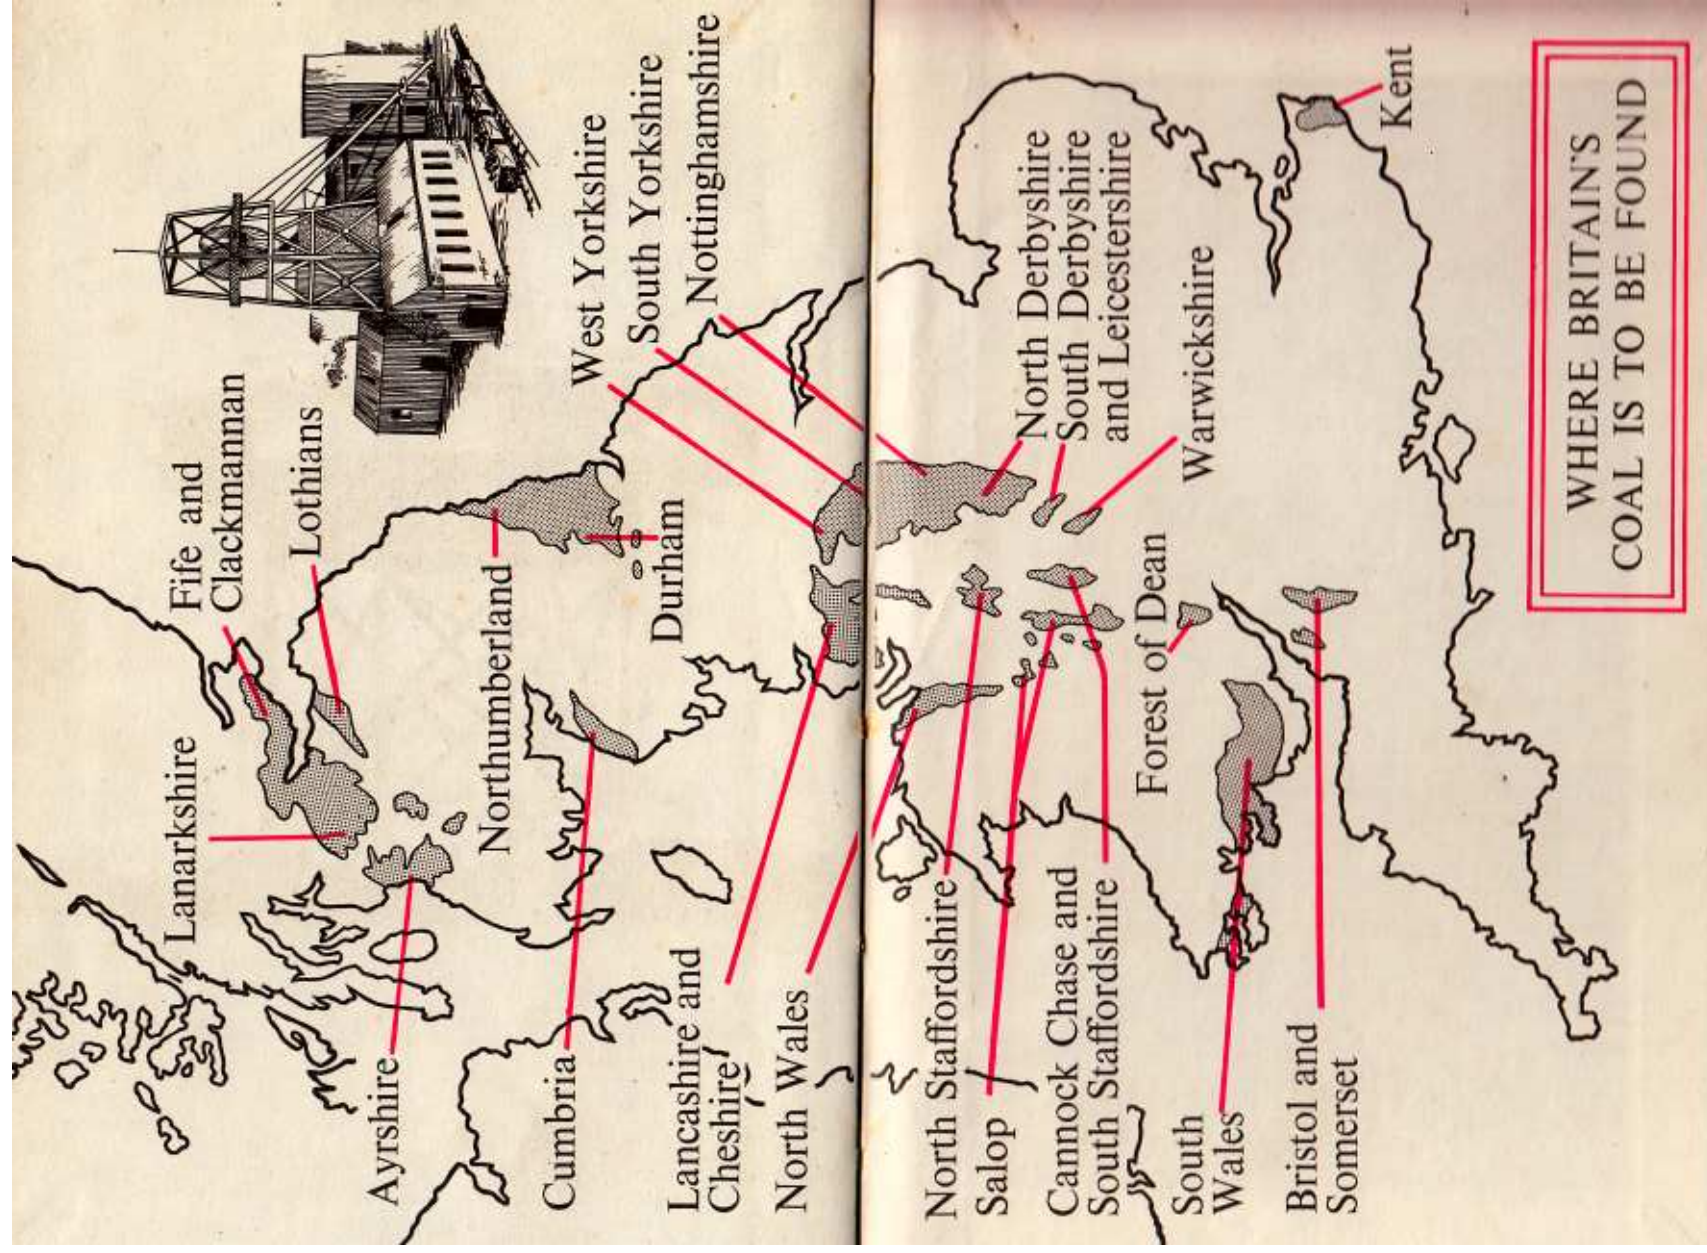 Fife and
Clackmannan
Lothians
Lanarkshire
Northumberland
Durham
Ayrshire
Cumbria
West Yorkshire
South Yorkshire
Nottinghamshire
Lancashire and
Cheshire
North Wales
North Derbyshire
South Derbyshire
and Leicestershire
Warwickshire
North Staffordshire
Salop
Cannock Chase and
South Staffordshire
Forest of Dean
South
Wales
Bristol and
Somerset
Kent
WHERE BRITAIN'S
COAL IS TO BE FOUND